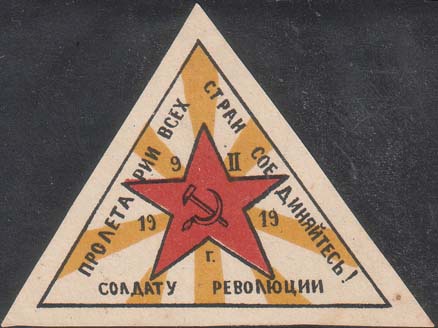 ПРОЛЕТАРИИ ВСЕХ СТРАН СОЕДИНЯЙТЕСЬ!
9 II
19 19
г.
СОЛДАТУ РЕВОЛЮЦИИ